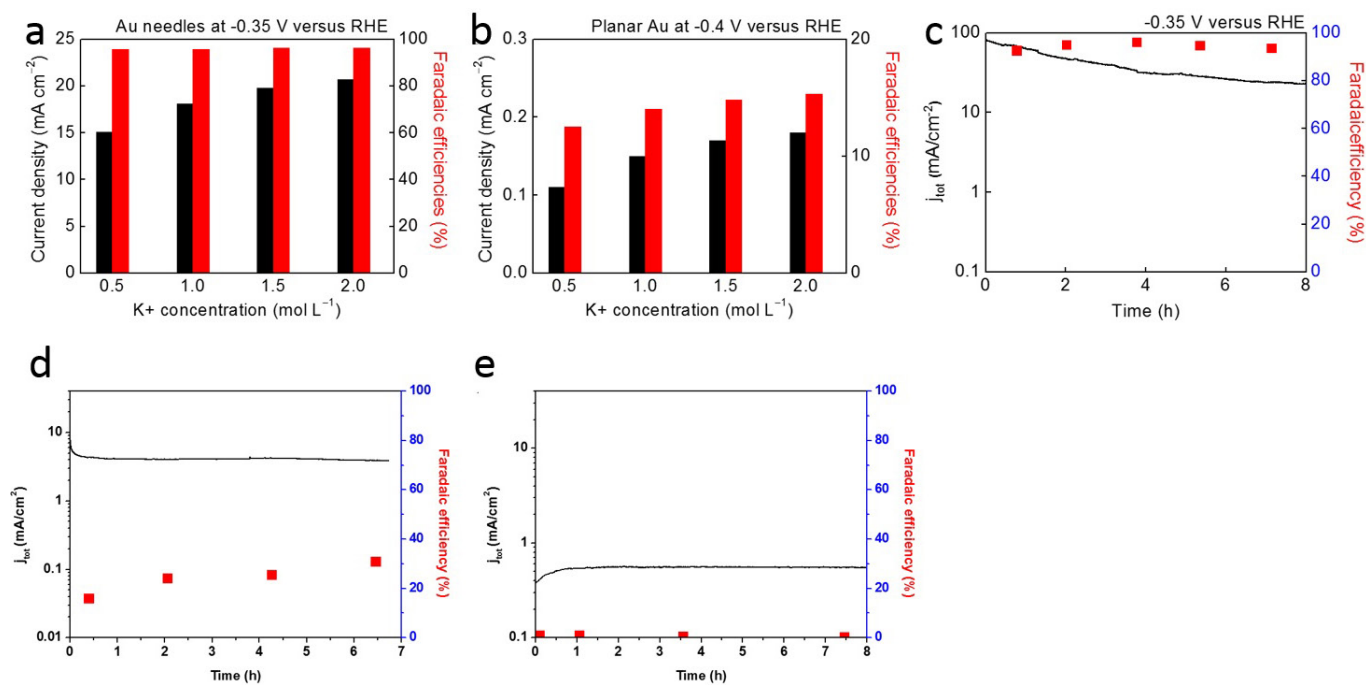 a
Au needles at -0.35 V versus RHE
25
20
15
10
5
0
Current density (mA cm⁻²)
100
80
60
40
20
0
Faradaic efficiencies (%)
0.5 1.0 1.5 2.0
K+ concentration (mol L⁻¹)
b
Planar Au at -0.4 V versus RHE
0.3
0.2
0.1
0.0
Current density (mA cm⁻²)
20
10
0
Faradaic efficiencies (%)
0.5 1.0 1.5 2.0
K+ concentration (mol L⁻¹)
c
-0.35 V versus RHE
100
10
1
0.1
jtot (mA/cm⁻²)
100
80
60
40
20
0
Faradaicefficiency (%)
0 2 4 6 8
Time (h)
d
10
1
0.1
0.01
jtot (mA/cm²)
100
80
60
40
20
0
Faradaic efficiency (%)
0 1 2 3 4 5 6 7
Time (h)
e
10
1
0.1
jtot (mA/cm²)
100
80
60
40
20
0
Faradaic efficiency (%)
0 1 2 3 4 5 6 7 8
Time (h)